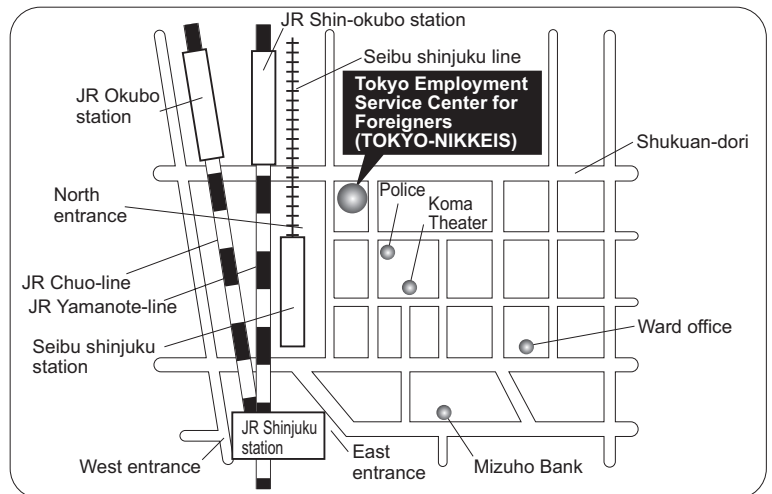 JR Shin-okubo station
Seibu shinjuku line
JR Okubo
station
Tokyo Employment
Service Center for
Foreigners
(TOKYO-NIKKEIS)
Shukuan-dori
North
entrance
Police
Koma
Theater
JR Chuo-line
JR Yamanote-line
Seibu shinjuku
station
Ward office
JR Shinjuku
station
West entrance
East
entrance
Mizuho Bank